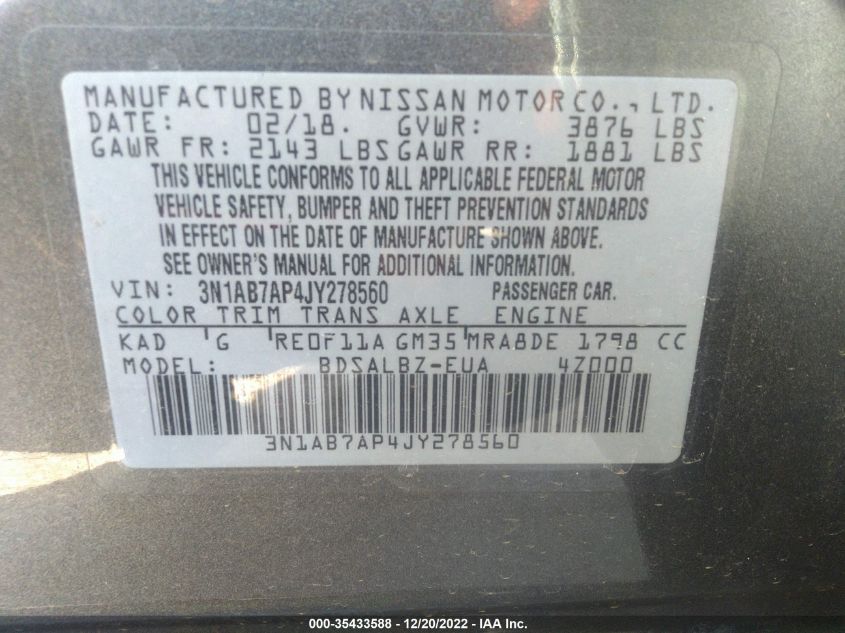 MANUFACTURED BY NISSAN MOTOR CO., LTD.
DATE: 02/18. GVWR: 3876 LBS
GAWR FR: 2143 LBS GAWR RR: 1881 LBS
THIS VEHICLE CONFORMS TO ALL APPLICABLE FEDERAL MOTOR
VEHICLE SAFETY, BUMPER AND THEFT PREVENTION STANDARDS
IN EFFECT ON THE DATE OF MANUFACTURE SHOWN ABOVE.
SEE OWNER'S MANUAL FOR ADDITIONAL INFORMATION.
VIN: 3N1AB7AP4JY278560 PASSENGER CAR.
COLOR TRIM TRANS AXLE ENGINE
KAD G RE0F11A GM35 MRA8DE 1798 CC
MODEL: BDSALBZ-EUA 4Z000
3N1AB7AP4JY278560
000-35433588 - 12/20/2022 - IAAI.COM